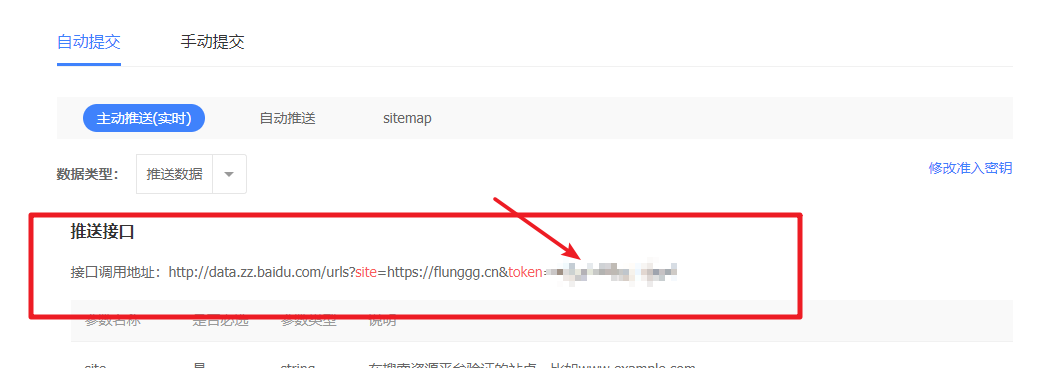 自动提交 手动提交
主动推送(实时) 自动推送 sitemap
数据类型： 推送数据 修改准入密钥
推送接口
接口调用地址：http://data.zz.baidu.com/urls?site=https://flunggg.cn&token=
参数名称 是否必选 参数类型 说明
site 是 string 在搜索资源平台验证的站点，比如www.example.com